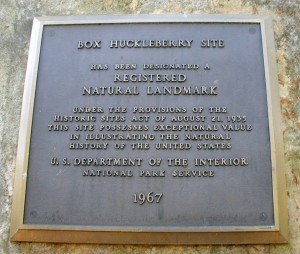 BOX HUCKLEBERRY SITE
HAS BEEN DESIGNATED A
REGISTERED
NATURAL LANDMARK
UNDER THE PROVISIONS OF THE
HISTORIC SITES ACT OF AUGUST 21, 1935
THIS SITE POSSESSES EXCEPTIONAL VALUE
IN ILLUSTRATING THE NATURAL
HISTORY OF THE UNITED STATES
U.S. DEPARTMENT OF THE INTERIOR
NATIONAL PARK SERVICE
1967